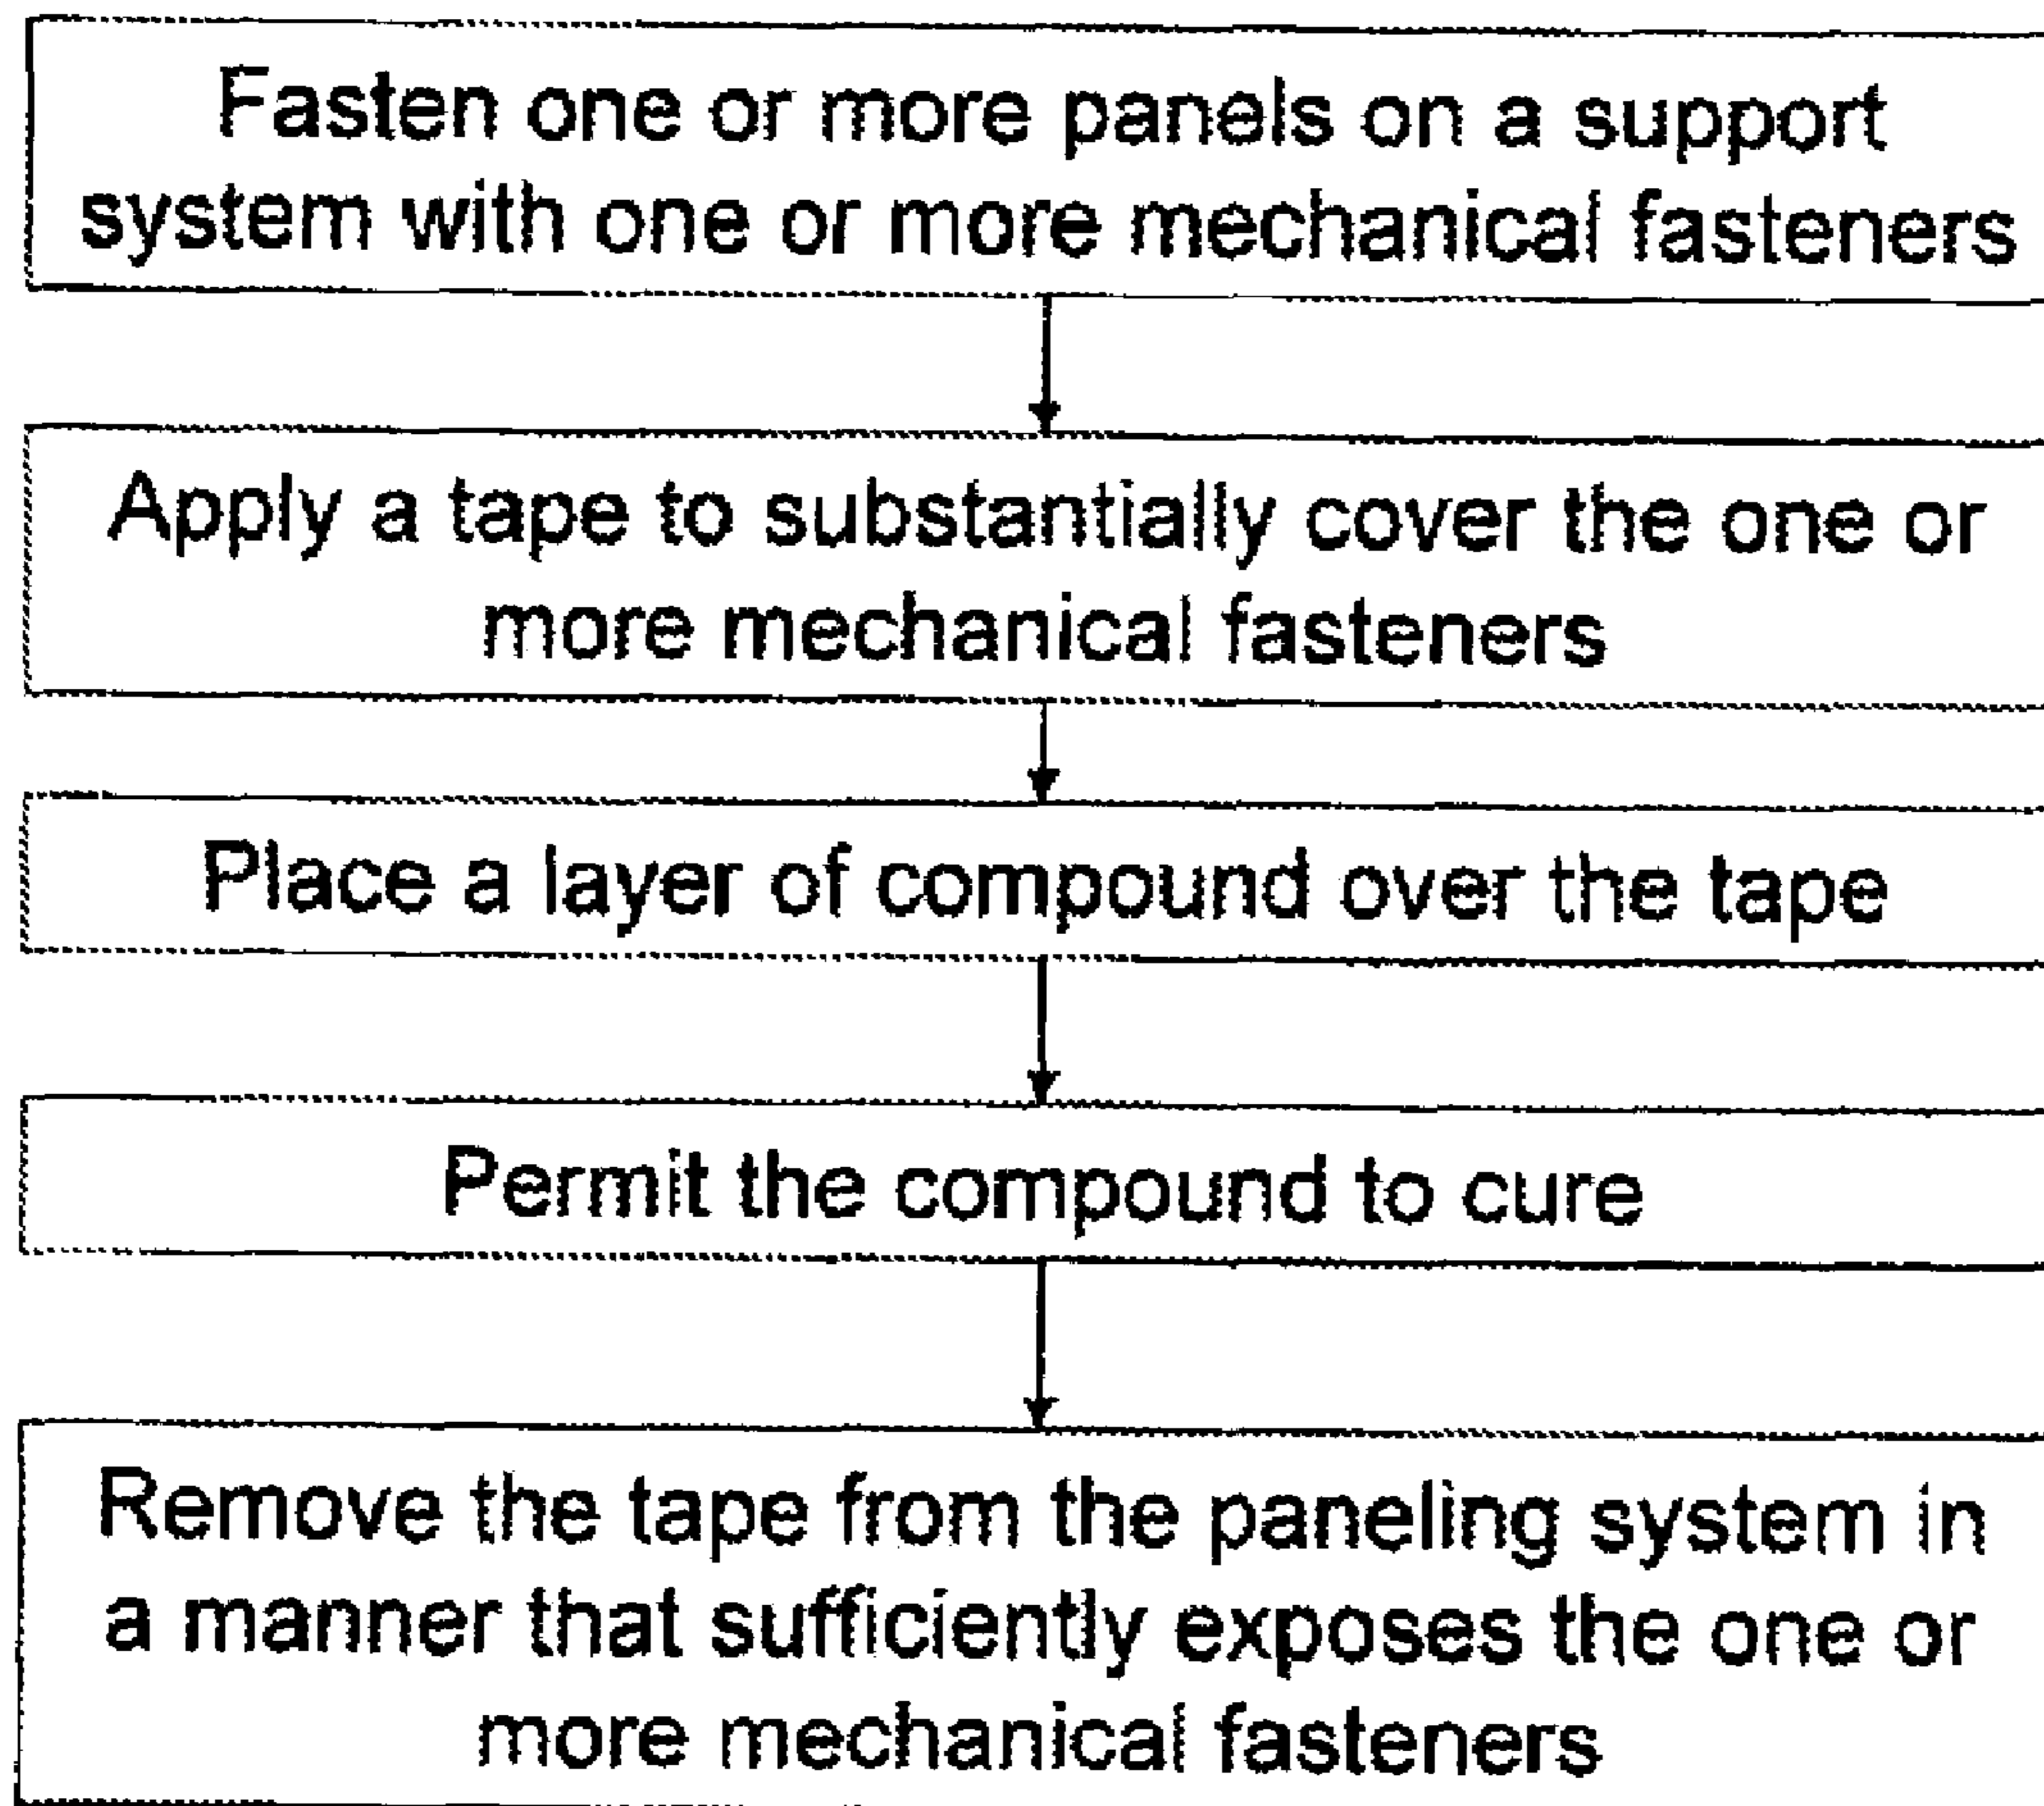 Fasten one or more panels on a support
system with one or more mechanical fasteners
Apply a tape to substantially cover the one or
more mechanical fasteners
Place a layer of compound over the tape
Permit the compound to cure
Remove the tape from the paneling system in
a manner that sufficiently exposes the one or
more mechanical fasteners